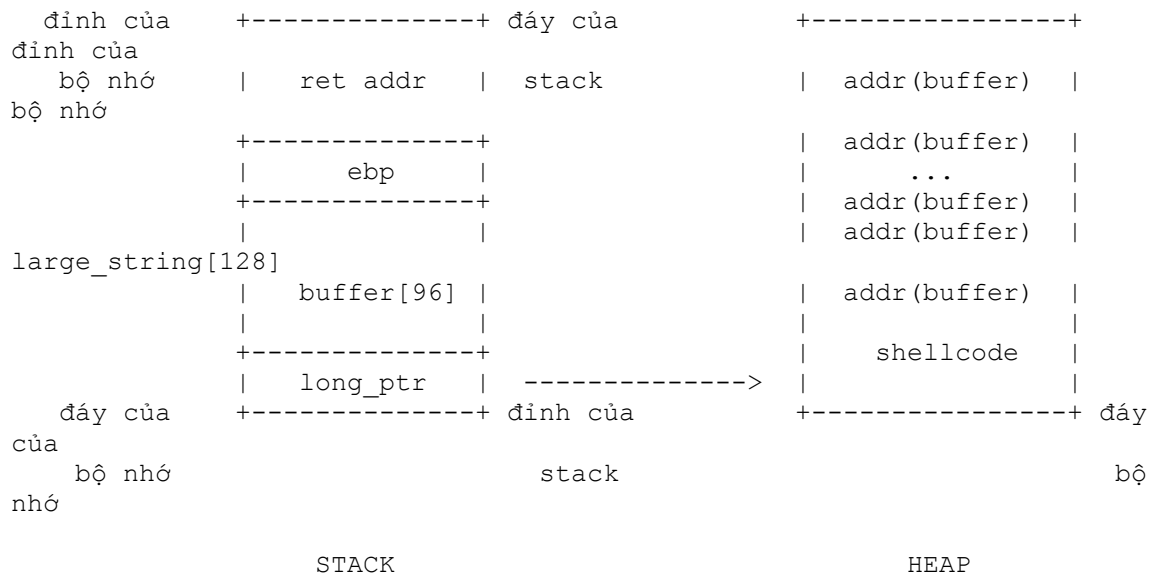 đỉnh của    +--------------+ đáy của           +----------------+
đỉnh của
   bộ nhớ     |   ret addr   |  stack            |  addr(buffer)  |
bộ nhớ
              +--------------+                   |  addr(buffer)  |
              |      ebp     |                   |      ...       |
              +--------------+                   |  addr(buffer)  |
              |              |                   |  addr(buffer)  |
large_string[128]
              |   buffer[96] |                   |  addr(buffer)  |
              |              |                   |                |
              +--------------+                   |    shellcode   |
              |   long_ptr   |  --------------> |                |
   đáy của    +--------------+ đỉnh của          +----------------+ đáy
của
    bộ nhớ                       stack                               bộ
nhớ
                   STACK                                HEAP